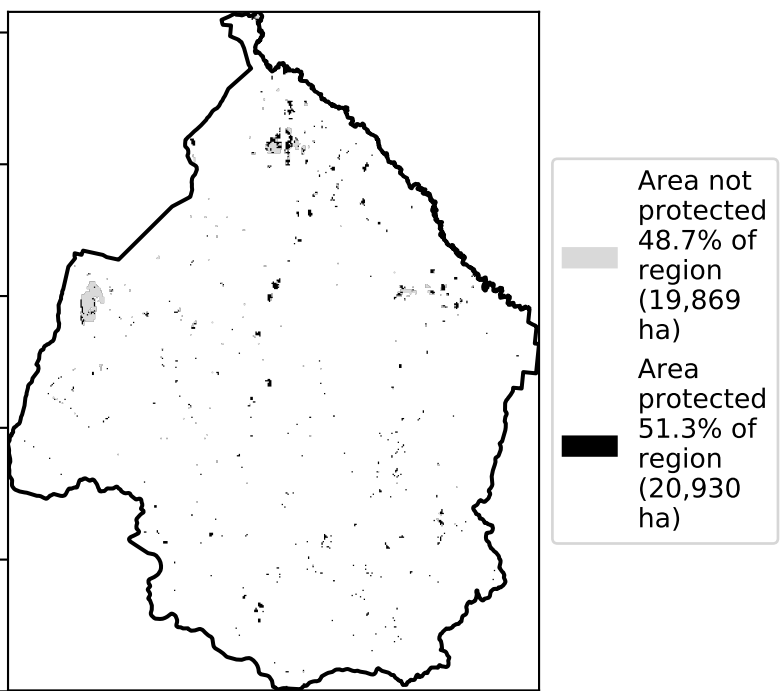 Area not
protected
48.7% of
region
(19,869
ha)
Area
protected
51.3% of
region
(20,930
ha)